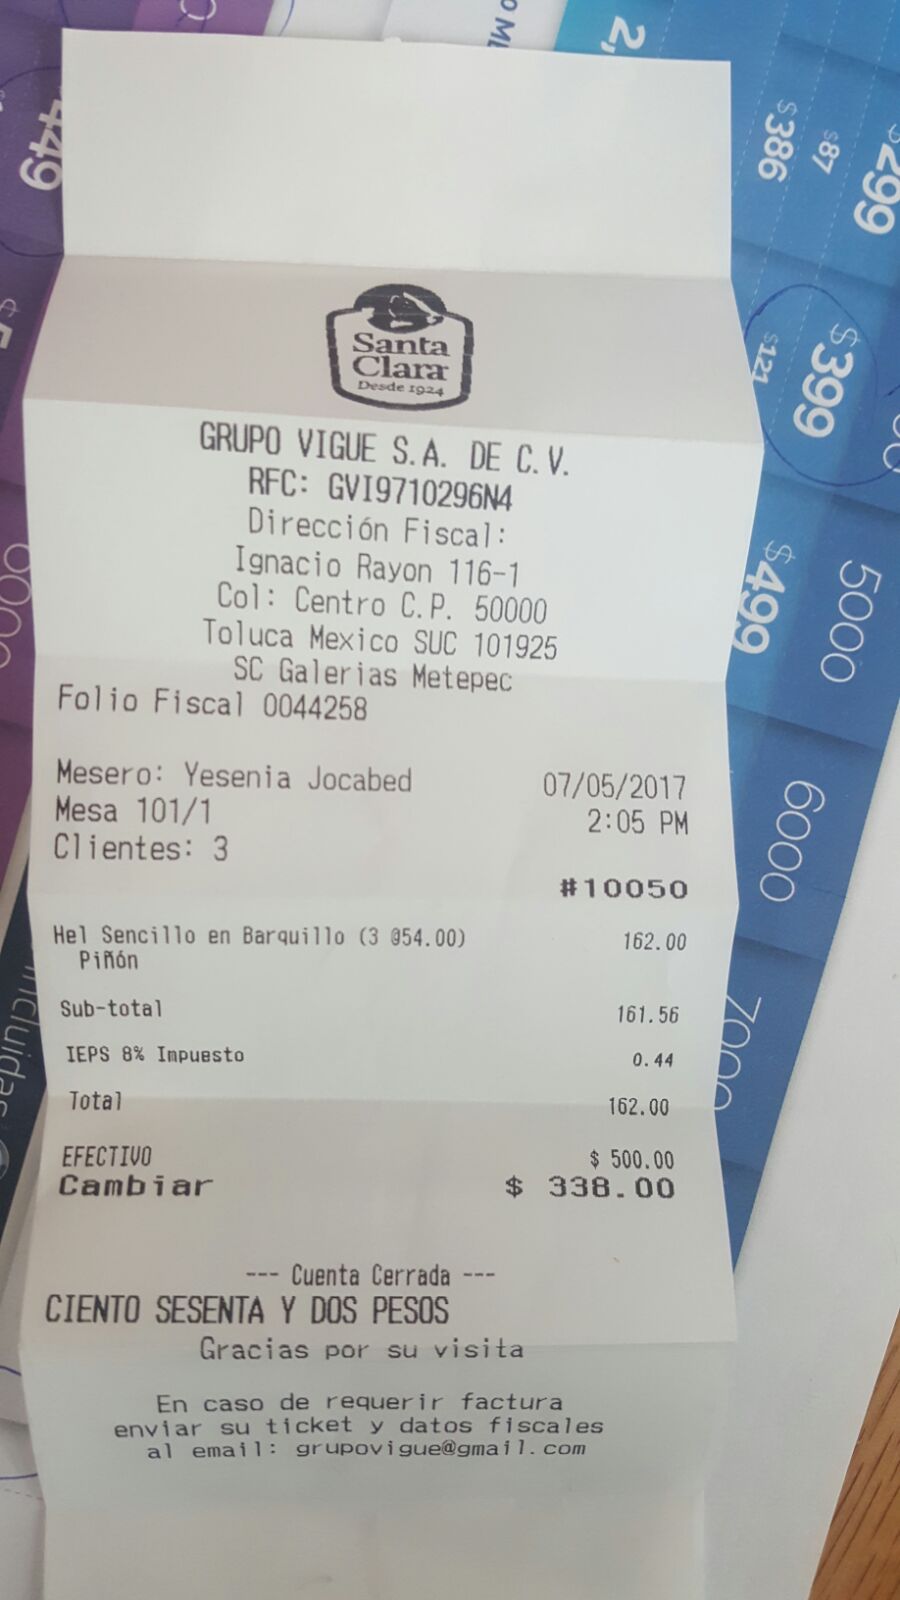 Santa
Clara
Desde 1924
GRUPO VIGUE S.A. DE C.V.
RFC: GVI9710296N4
Dirección Fiscal:
Ignacio Rayon 116-1
Col: Centro C.P. 50000
Toluca Mexico SUC 101925
SC Galerias Metepec
Folio Fiscal 0044258
Mesero: Yesenia Jocabed 07/05/2017
Mesa 101/1 2:05 PM
Clientes: 3
#10050
Hel Sencillo en Barquillo (3 @54.00) 162.00
Piñón
Sub-total 161.56
IEPS 8% Impuesto 0.44
Total 162.00
EFECTIVO $ 500.00
Cambiar $ 338.00
--- Cuenta Cerrada ---
CIENTO SESENTA Y DOS PESOS
Gracias por su visita
En caso de requerir factura
enviar su ticket y datos fiscales
al email: grupovigue@gmail.com
$386
$87
$299
$399
$121
$499
5000
6000
7000
449